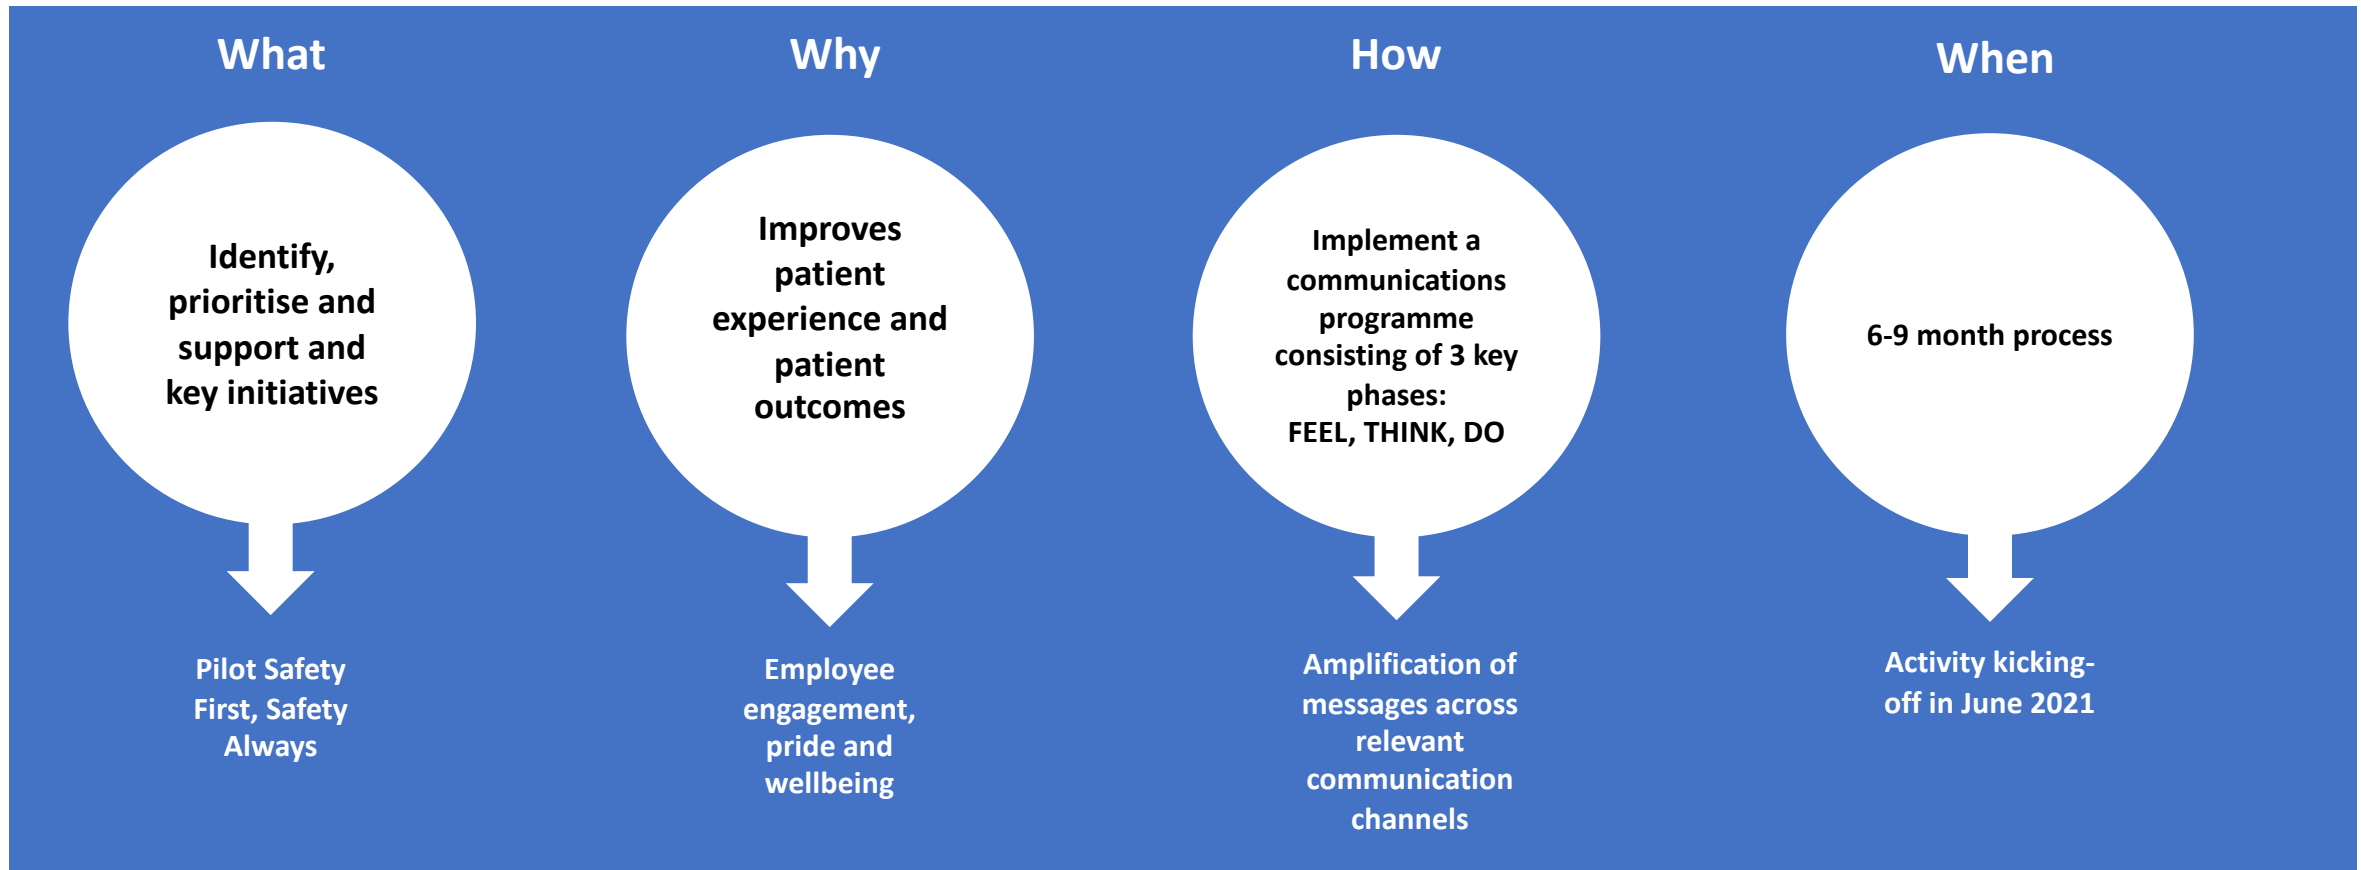 What
Why
How
When
Identify,
prioritise and
support and
key initiatives
Improves
patient
experience and
patient
outcomes
Implement a
communications
programme
consisting of 3 key
phases:
FEEL, THINK, DO
6-9 month process
Pilot Safety
First, Safety
Always
Employee
engagement,
pride and
wellbeing
Amplification of
messages across
relevant
communication
channels
Activity kicking-
off in June 2021